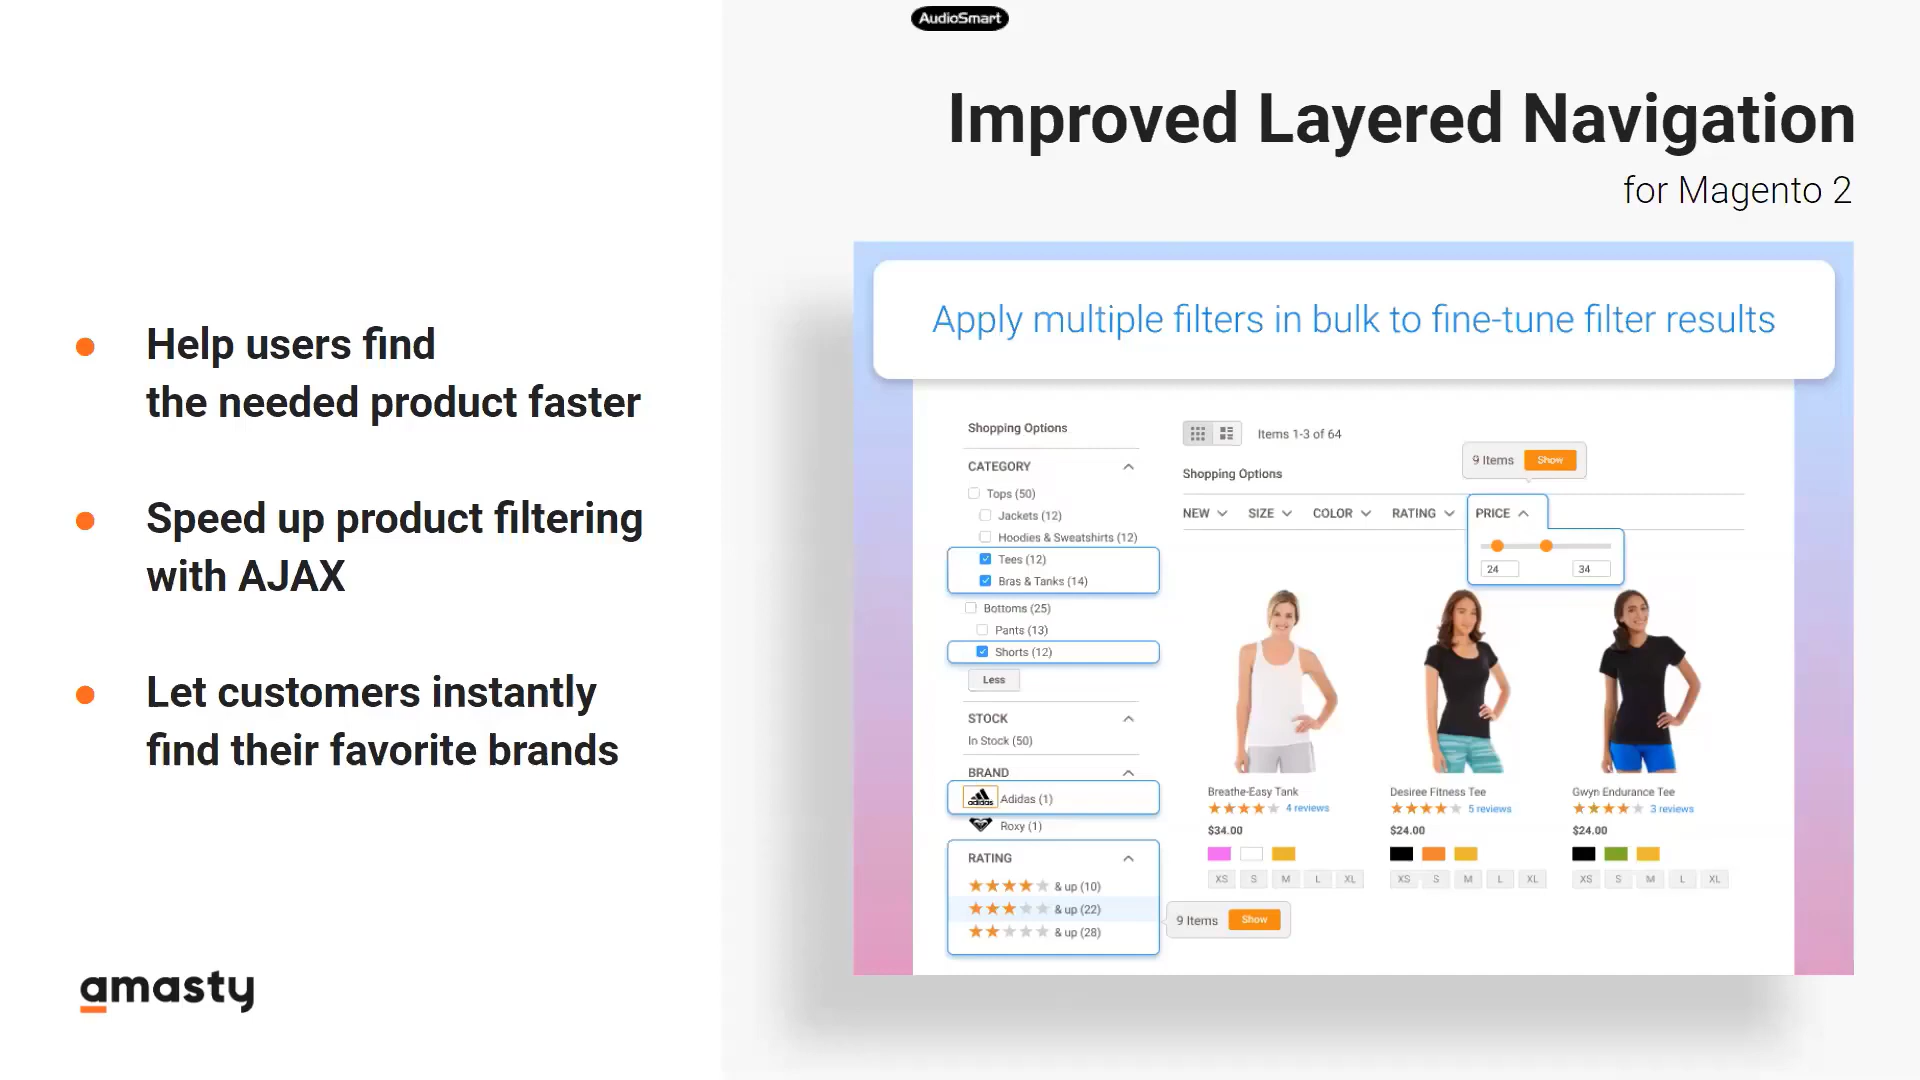 AudioSmart
Improved Layered Navigation
for Magento 2
Help users find
the needed product faster
Speed up product filtering
with AJAX
Let customers instantly
find their favorite brands
amasty
Apply multiple filters in bulk to fine-tune filter results
Shopping Options
CATEGORY
Tops (50)
Jackets (12)
Hoodies & Sweatshirts (12)
Tees (12)
Bras & Tanks (14)
Bottoms (25)
Pants (13)
Shorts (12)
Less
STOCK
In Stock (50)
BRAND
adidas Adidas (1)
Roxy (1)
RATING
& up (10)
& up (22)
& up (28)
9 Items Show
Items 1-3 of 64
9 Items Show
Shopping Options
NEW SIZE COLOR RATING PRICE
24 34
Breathe-Easy Tank
4 reviews
$34.00
XS S M L XL
Desiree Fitness Tee
5 reviews
$24.00
XS S M L XL
Gwyn Endurance Tee
3 reviews
$24.00
XS S M L XL